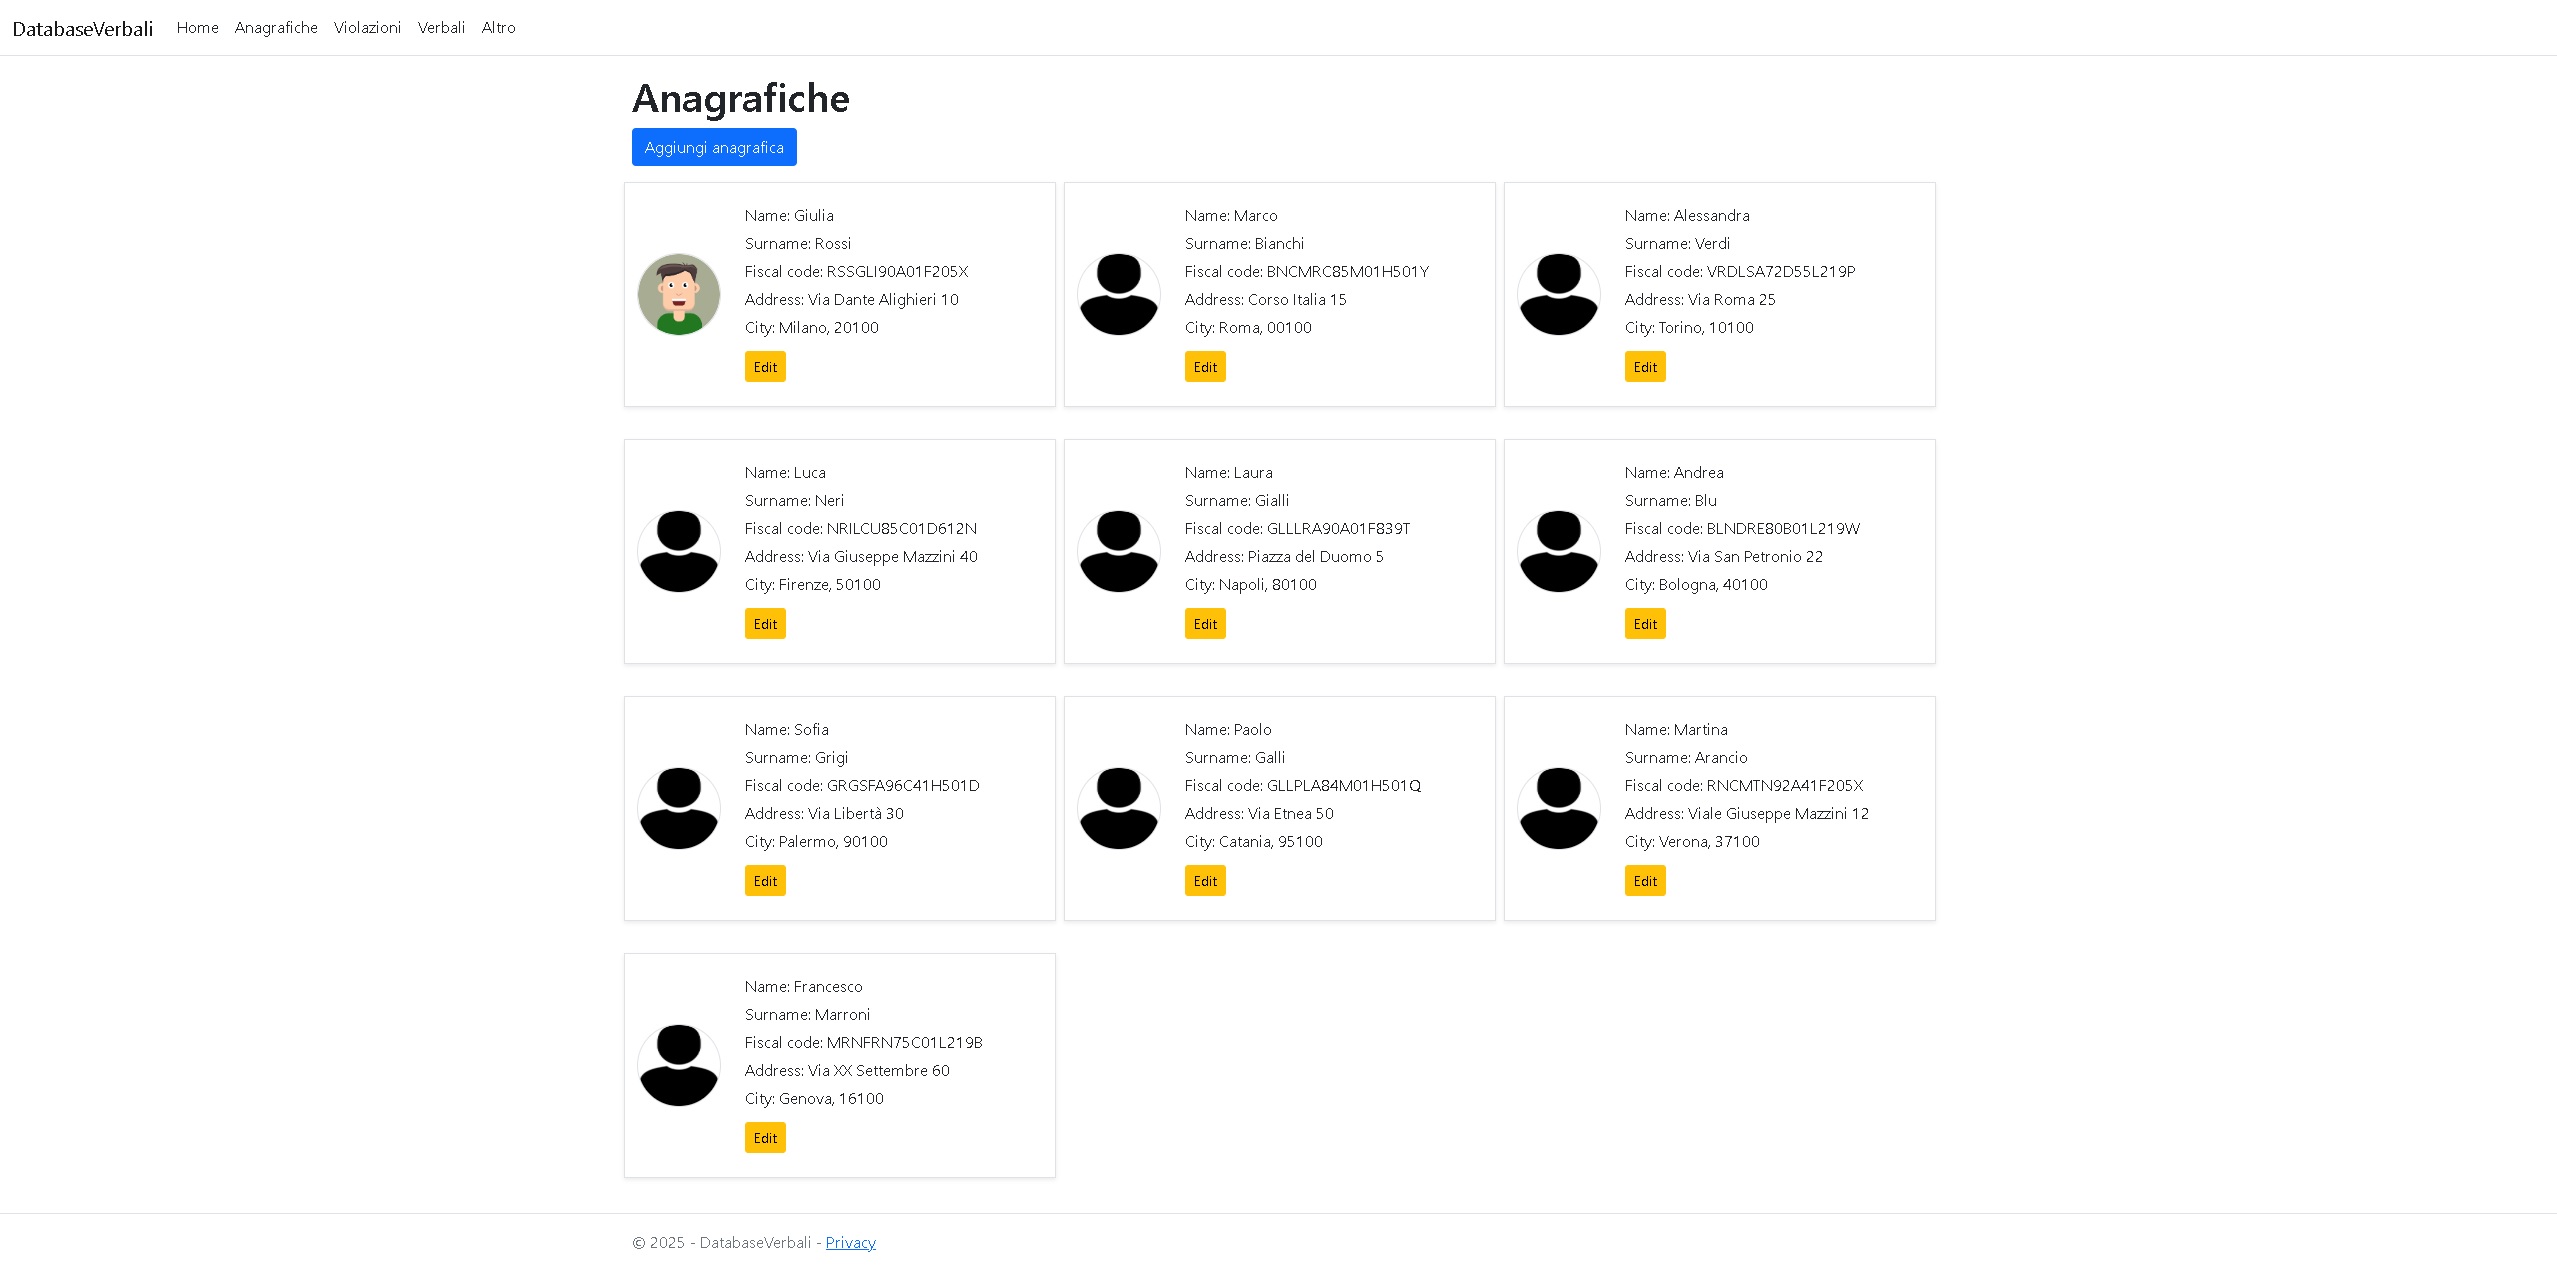 DatabaseVerbali Home Anagrafiche Violazioni Verbali Altro
Anagrafiche
Aggiungi anagrafica
Name: Giulia
Surname: Rossi
Fiscal code: RSSGLI90A01F205X
Address: Via Dante Alighieri 10
City: Milano, 20100
Edit
Name: Marco
Surname: Bianchi
Fiscal code: BNCMRC85M01H501Y
Address: Corso Italia 15
City: Roma, 00100
Edit
Name: Alessandra
Surname: Verdi
Fiscal code: VRDLSA72D55L219P
Address: Via Roma 25
City: Torino, 10100
Edit
Name: Luca
Surname: Neri
Fiscal code: NRILCU85C01D612N
Address: Via Giuseppe Mazzini 40
City: Firenze, 50100
Edit
Name: Laura
Surname: Gialli
Fiscal code: GLLLRA90A01F839T
Address: Piazza del Duomo 5
City: Napoli, 80100
Edit
Name: Andrea
Surname: Blu
Fiscal code: BLNDRE80B01L219W
Address: Via San Petronio 22
City: Bologna, 40100
Edit
Name: Sofia
Surname: Grigi
Fiscal code: GRGSFA96C41H501D
Address: Via Libertà 30
City: Palermo, 90100
Edit
Name: Paolo
Surname: Galli
Fiscal code: GLLPLA84M01H501Q
Address: Via Etnea 50
City: Catania, 95100
Edit
Name: Martina
Surname: Arancio
Fiscal code: RNCMTN92A41F205X
Address: Viale Giuseppe Mazzini 12
City: Verona, 37100
Edit
Name: Francesco
Surname: Marroni
Fiscal code: MRNFRN75C01L219B
Address: Via XX Settembre 60
City: Genova, 16100
Edit
© 2025 - DatabaseVerbali - Privacy